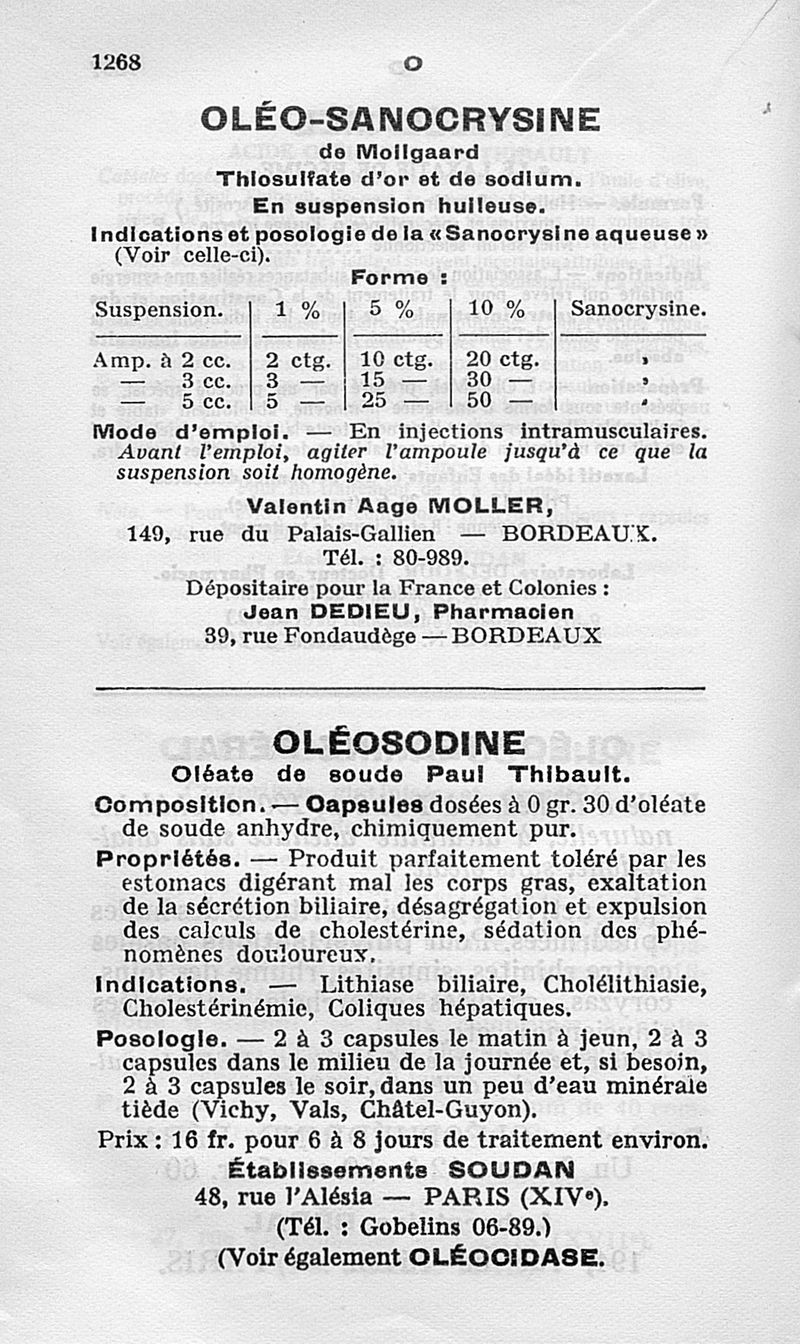 1268
O
OLÉO-SANOCRYSINE
de Mollgaard
Thiosulfate d'or et de sodium.
En suspension huileuse.
Indications et posologie de la «Sanocrysine aqueuse»
(Voir celle-ci).
Forme :
Suspension. 1 % 5 % 10 % Sanocrysine.
Amp. à 2 cc. 2 ctg. 10 ctg. 20 ctg. »
— 3 cc. 3 — 15 — 30 — »
5 cc. 5 — 25 — 50 — »
Mode d'emploi. — En injections intramusculaires.
Avant l'emploi, agiter l'ampoule jusqu'à ce que la
suspension soit homogène.
Valentin Aage MOLLER,
149, rue du Palais-Gallien — BORDEAUX.
Tél. : 80-989.
Dépositaire pour la France et Colonies :
Jean DEDIEU, Pharmacien
39, rue Fondaudège — BORDEAUX
OLÉOSODINE
Oléate de soude Paul Thibault.
Composition. — Capsules dosées à 0 gr. 30 d'oléate
de soude anhydre, chimiquement pur.
Propriétés. — Produit parfaitement toléré par les
estomacs digérant mal les corps gras, exaltation
de la sécrétion biliaire, désagrégation et expulsion
des calculs de cholestérine, sédation des phé-
nomènes douloureux.
Indications. — Lithiase biliaire, Cholélithiasie,
Cholestérinémie, Coliques hépatiques.
Posologie. — 2 à 3 capsules le matin à jeun, 2 à 3
capsules dans le milieu de la journée et, si besoin,
2 à 3 capsules le soir, dans un peu d'eau minérale
tiède (Vichy, Vals, Châtel-Guyon).
Prix : 16 fr. pour 6 à 8 jours de traitement environ.
Établissements SOUDAN
48, rue l'Alésia — PARIS (XIVe).
(Tél. : Gobelins 06-89.)
(Voir également OLÉOCIDASE.